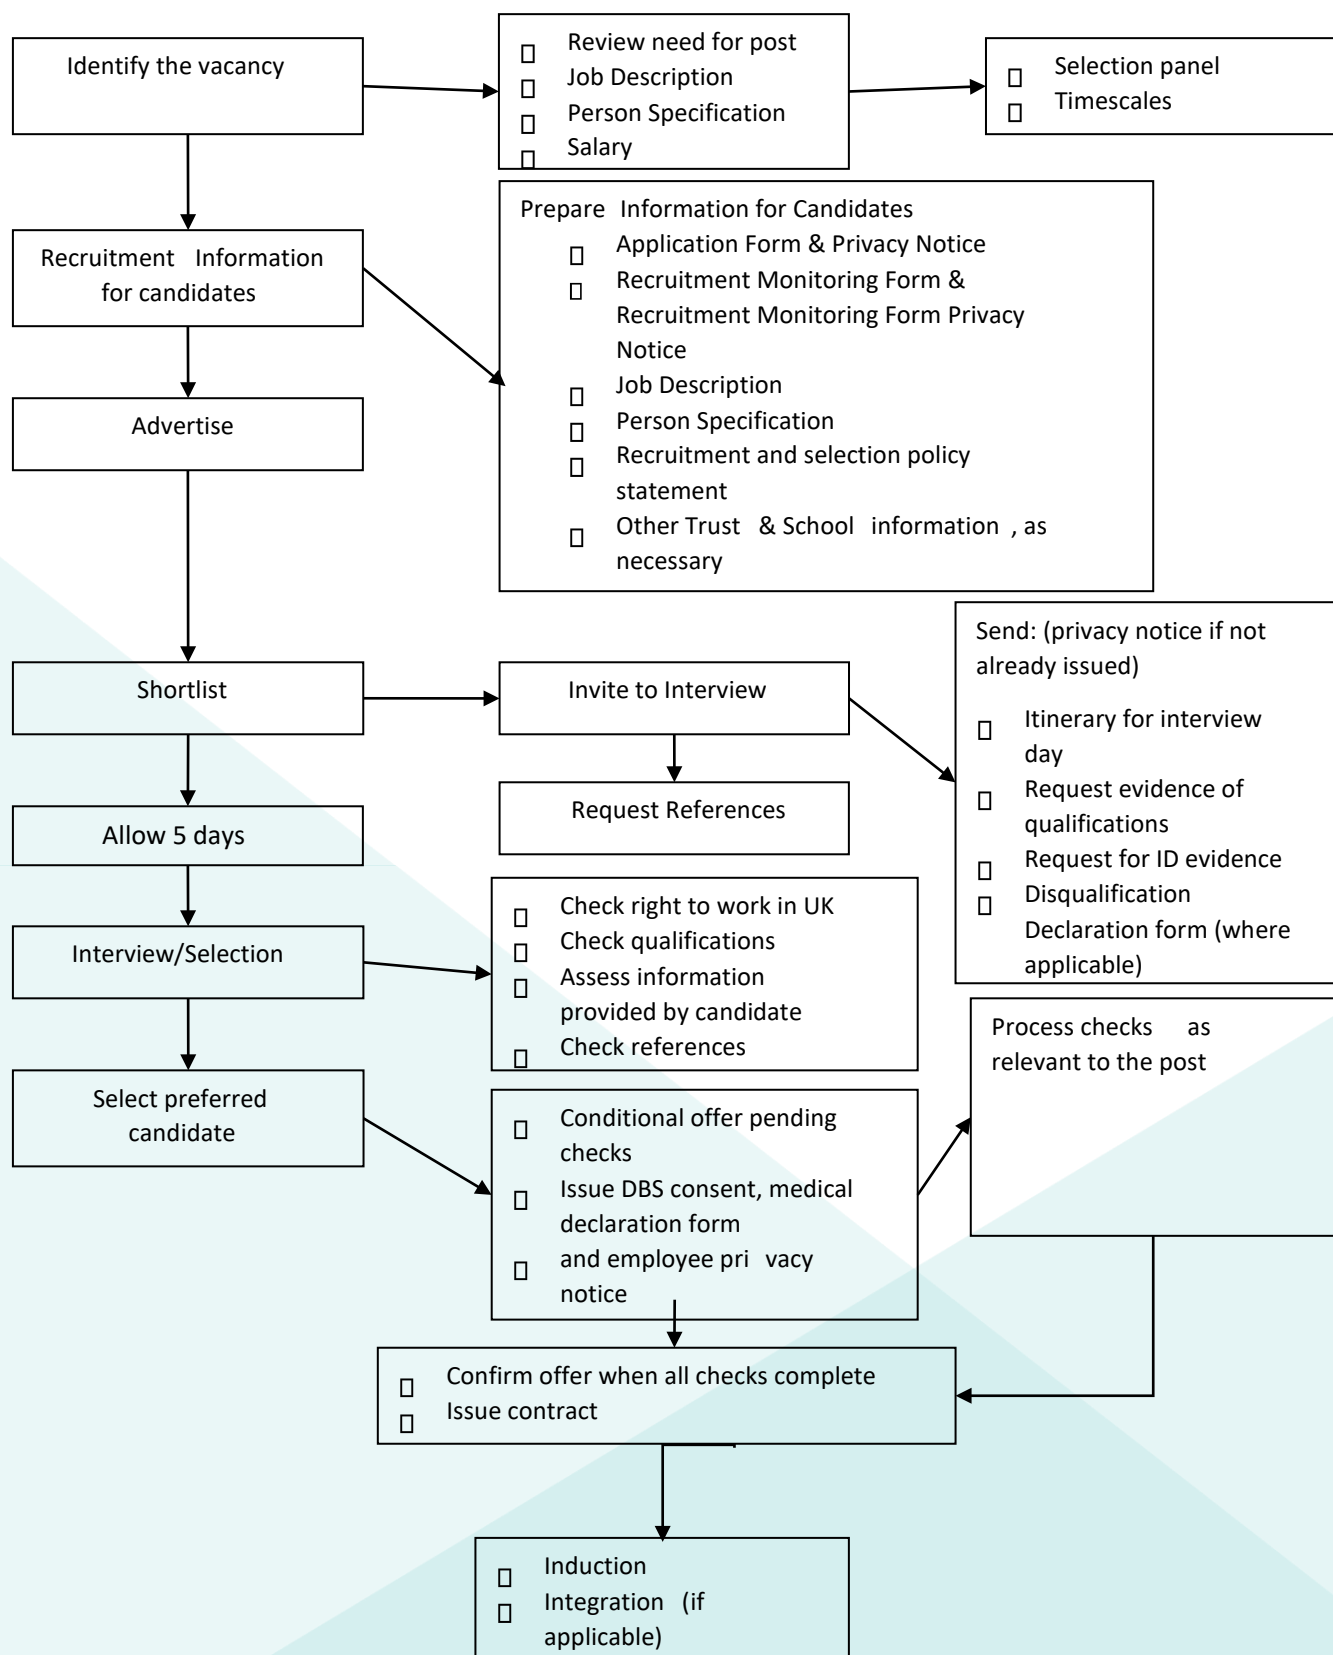 Identify the vacancy
Review need for post
Job Description
Person Specification
Salary
Selection panel
Timescales
Recruitment Information
for candidates
Prepare Information for Candidates
Application Form & Privacy Notice
Recruitment Monitoring Form &
Recruitment Monitoring Form Privacy
Notice
Job Description
Person Specification
Recruitment and selection policy
statement
Other Trust & School information , as
necessary
Advertise
Shortlist
Invite to Interview
Send: (privacy notice if not
already issued)
Itinerary for interview
day
Request evidence of
qualifications
Request for ID evidence
Disqualification
Declaration form (where
applicable)
Request References
Allow 5 days
Interview/Selection
Check right to work in UK
Check qualifications
Assess information
provided by candidate
Check references
Select preferred
candidate
Conditional offer pending
checks
Issue DBS consent, medical
declaration form
and employee pri vacy
notice
Process checks as
relevant to the post
Confirm offer when all checks complete
Issue contract
Induction
Integration (if
applicable)